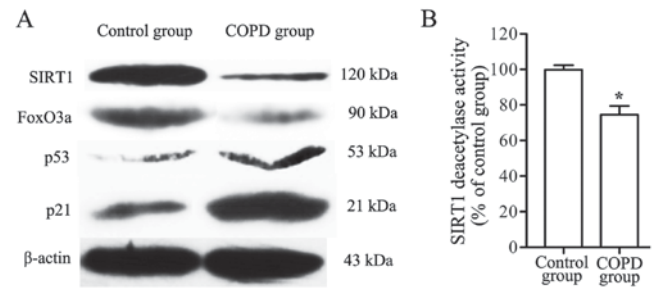 A
Control group COPD group
SIRT1 120 kDa
FoxO3a 90 kDa
p53 53 kDa
p21 21 kDa
β-actin 43 kDa
B
SIRT1 deacetylase activity
(% of control group)
120
100
80
60
40
20
0
*
Control
group
COPD
group